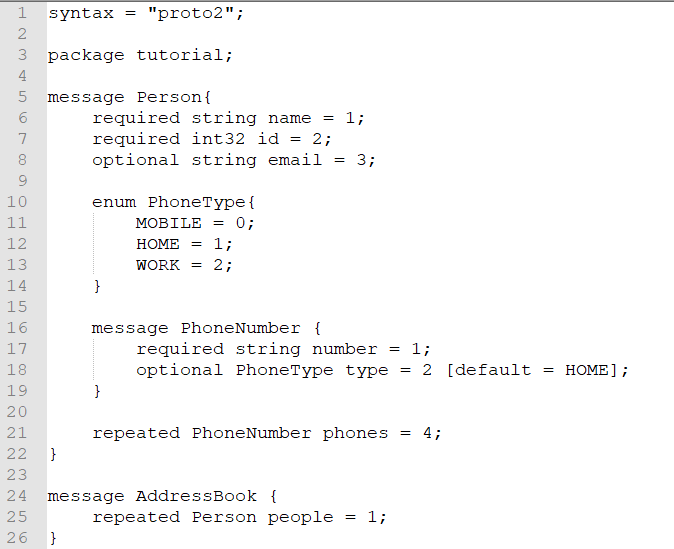 1 syntax = "proto2";
2
3 package tutorial;
4
5 message Person{
6     required string name = 1;
7     required int32 id = 2;
8     optional string email = 3;
9
10     enum PhoneType{
11         MOBILE = 0;
12         HOME = 1;
13         WORK = 2;
14     }
15
16     message PhoneNumber {
17         required string number = 1;
18         optional PhoneType type = 2 [default = HOME];
19     }
20
21     repeated PhoneNumber phones = 4;
22 }
23
24 message AddressBook {
25     repeated Person people = 1;
26 }